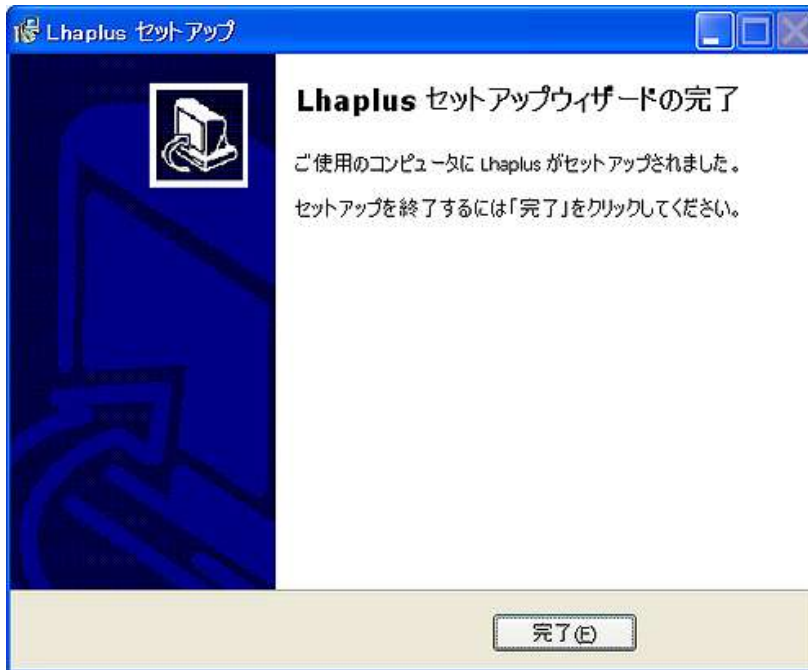 Lhaplus セットアップ
Lhaplus セットアップウィザードの完了
ご使用のコンピュータに Lhaplus がセットアップされました。
セットアップを終了するには「完了」をクリックしてください。
完了(E)